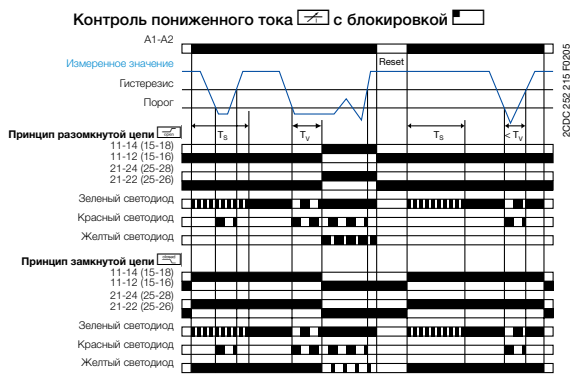 Контроль пониженного тока с блокировкой
A1-A2
Измеренное значение
Reset
Гистерезис
Порог
Принцип разомкнутой цепи open
TS TV TS < TV
11-14 (15-18)
11-12 (15-16)
21-24 (25-28)
21-22 (25-26)
Зеленый светодиод
Красный светодиод
Желтый светодиод
Принцип замкнутой цепи closed
11-14 (15-18)
11-12 (15-16)
21-24 (25-28)
21-22 (25-26)
Зеленый светодиод
Красный светодиод
Желтый светодиод
2CDC 252 215 F0205